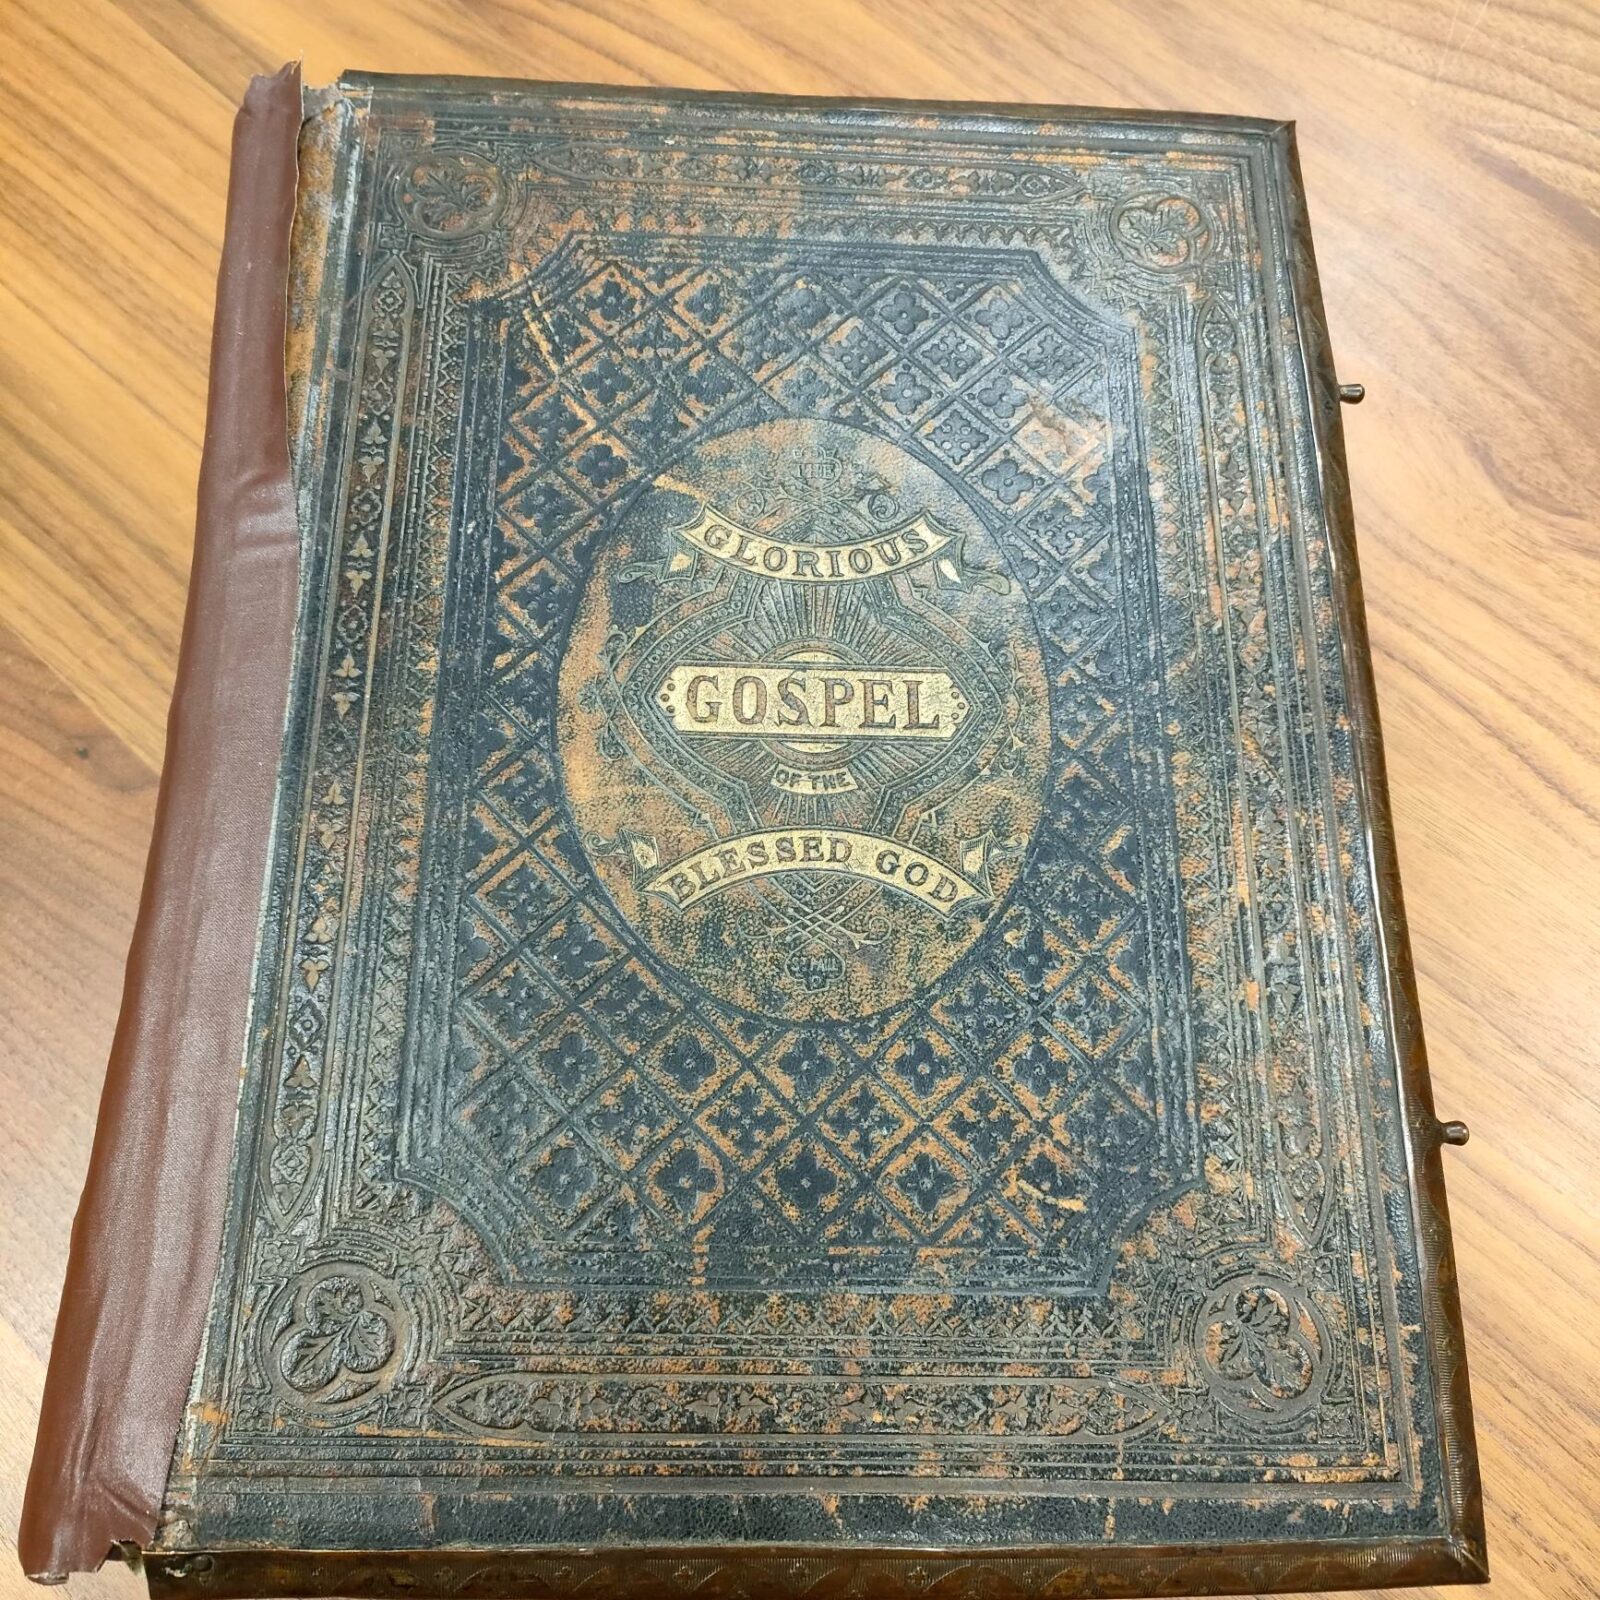 THE
GLORIOUS
GOSPEL
OF THE
BLESSED GOD